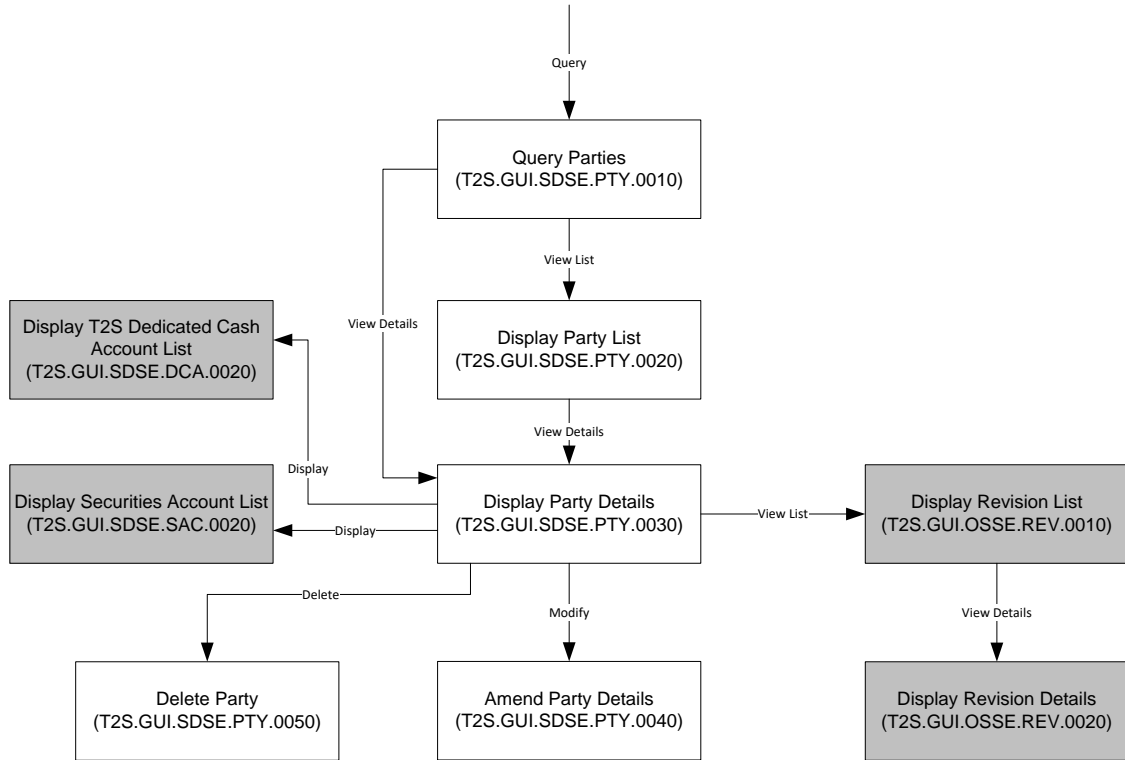 Query
Query Parties
(T2S.GUI.SDSE.PTY.0010)
View List
View Details
Display T2S Dedicated Cash
Account List
(T2S.GUI.SDSE.DCA.0020)
Display Party List
(T2S.GUI.SDSE.PTY.0020)
View Details
Display
Display Securities Account List
(T2S.GUI.SDSE.SAC.0020)
Display
Display Party Details
(T2S.GUI.SDSE.PTY.0030)
View List
Display Revision List
(T2S.GUI.OSSE.REV.0010)
Delete
Modify
View Details
Delete Party
(T2S.GUI.SDSE.PTY.0050)
Amend Party Details
(T2S.GUI.SDSE.PTY.0040)
Display Revision Details
(T2S.GUI.OSSE.REV.0020)